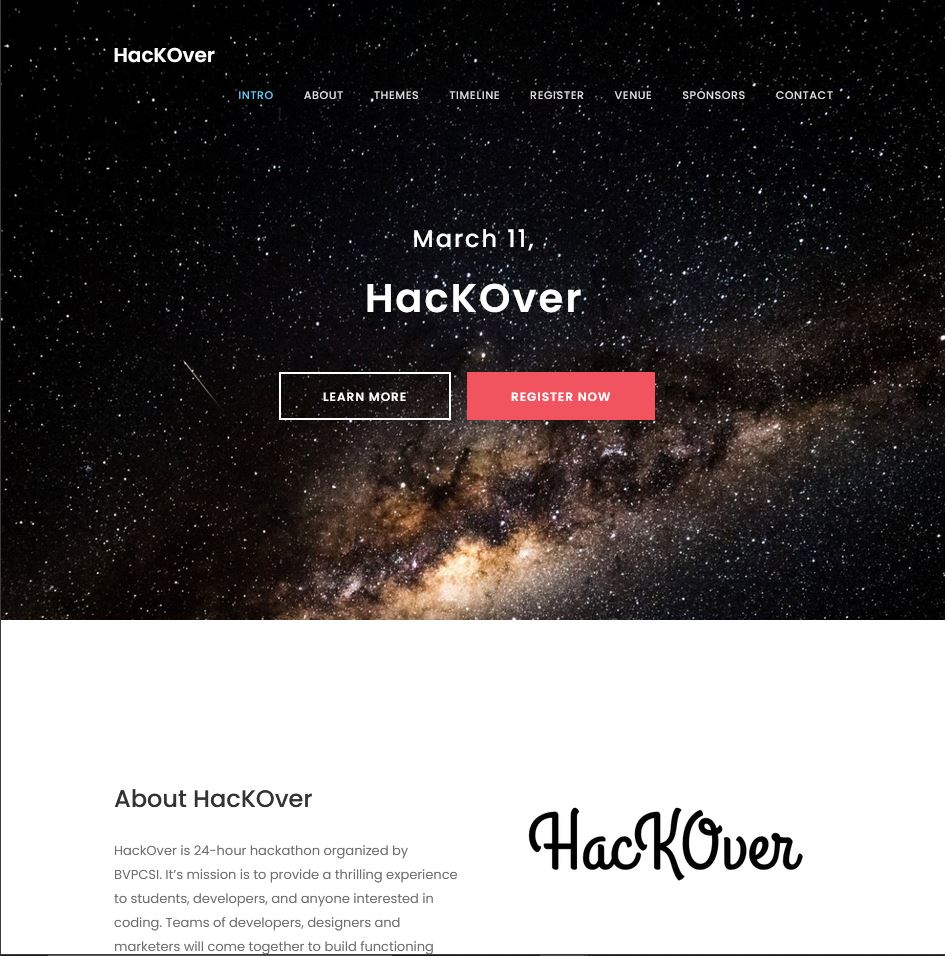 HacKOver
INTRO ABOUT THEMES TIMELINE REGISTER VENUE SPONSORS CONTACT
March 11,
HacKOver
LEARN MORE REGISTER NOW
About HacKOver
HackOver is 24-hour hackathon organized by
BVPCSI. It’s mission is to provide a thrilling experience
to students, developers, and anyone interested in
coding. Teams of developers, designers and
marketers will come together to build functioning
HacKOver